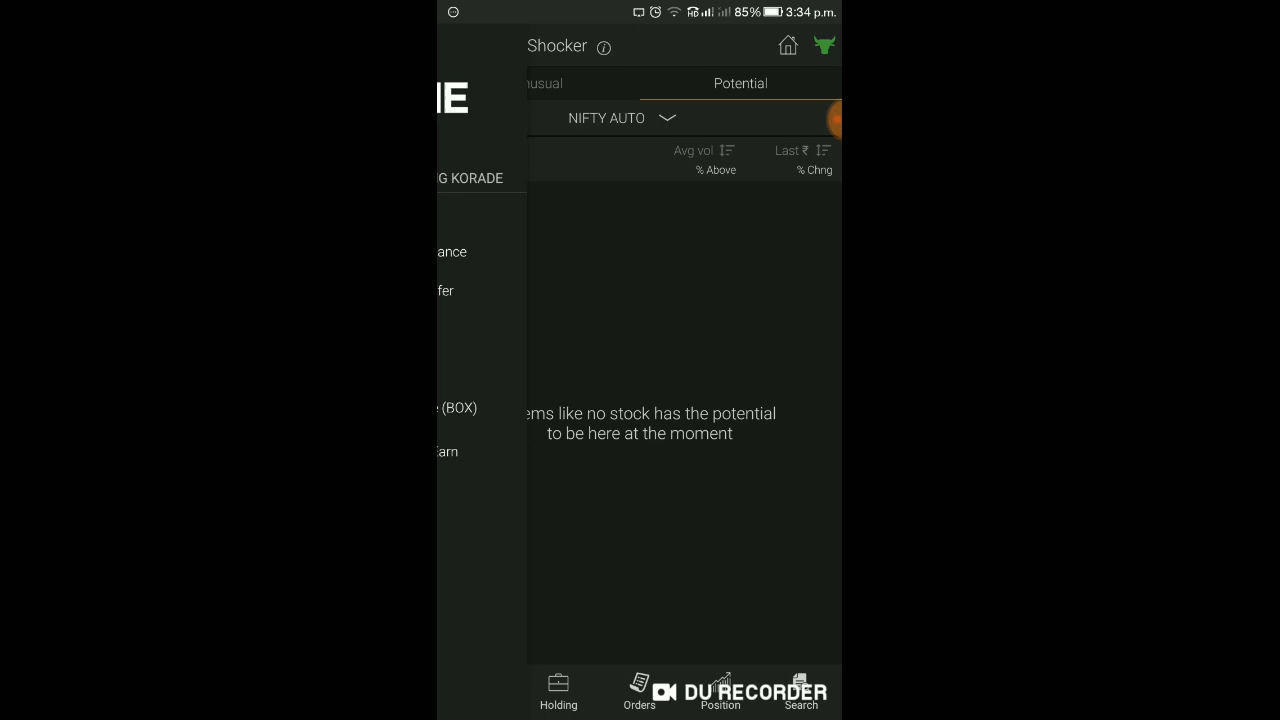 HD 85% 3:34 p.m.
IE
Shocker i
nusual
Potential
G KORADE
NIFTY AUTO
Avg vol
Last ₹
% Above
% Chng
ance
fer
ems like no stock has the potential
to be here at the moment
(BOX)
Earn
DU RECORDER
Holding
Orders
Position
Search